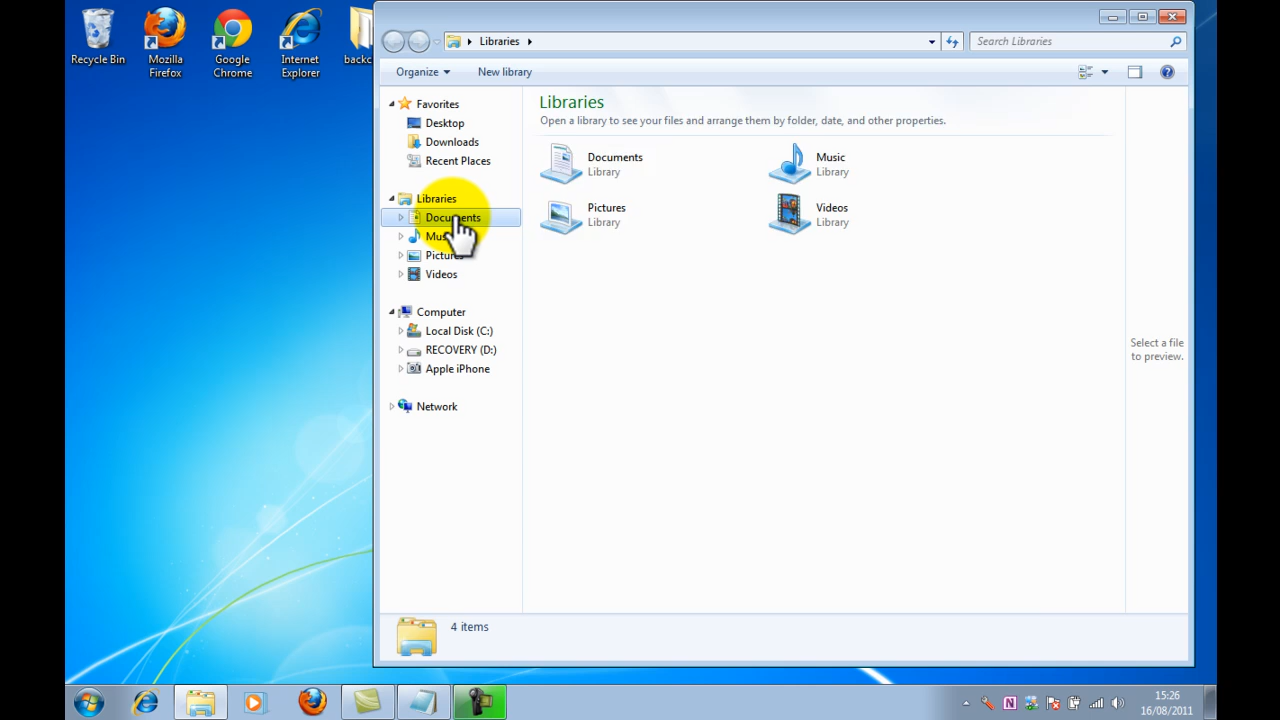 Recycle Bin
Mozilla
Firefox
Google
Chrome
Internet
Explorer
Libraries
Search Libraries
Organize
New library
Favorites
Desktop
Downloads
Recent Places
Libraries
Documents
Pictures
Videos
Computer
Local Disk (C:)
RECOVERY (D:)
Apple iPhone
Network
Libraries
Open a library to see your files and arrange them by folder, date, and other properties.
Documents
Library
Music
Library
Pictures
Library
Videos
Library
Select a file
to preview.
4 items
15:26
16/08/2011